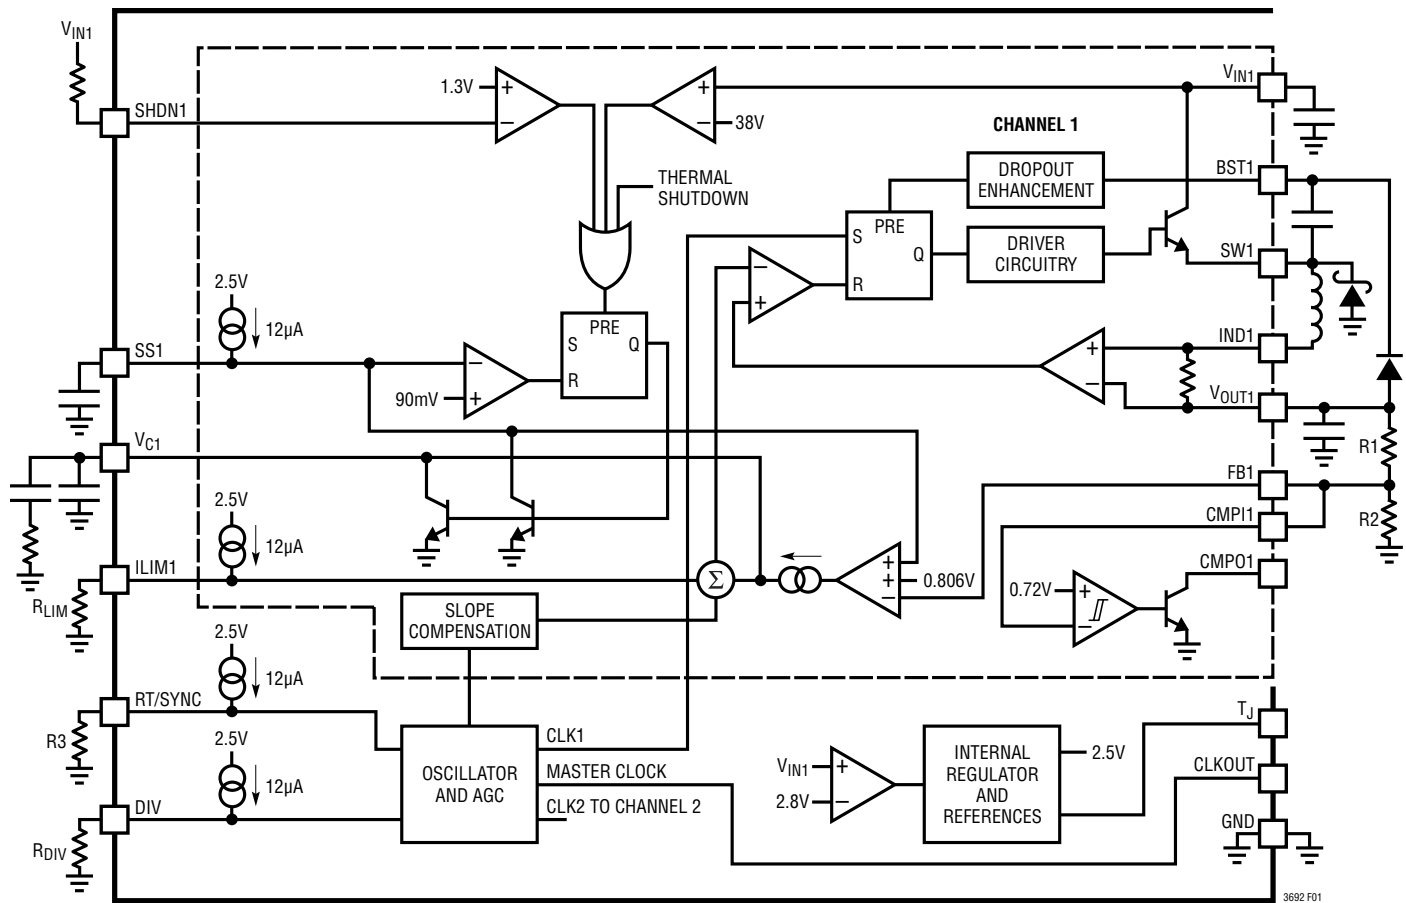 VIN1
SHDN1
1.3V
+
−
+
−
38V
VIN1
CHANNEL 1
THERMAL
SHUTDOWN
DROPOUT
ENHANCEMENT
BST1
PRE
S
Q
R
DRIVER
CIRCUITRY
SW1
−
+
2.5V
12µA
SS1
PRE
S
Q
R
−
+
90mV
+
−
IND1
VOUT1
R1
VC1
FB1
CMPI1
R2
2.5V
12µA
ILIM1
RLIM
Σ
+
+
−
0.806V
CMPO1
0.72V
+
−
SLOPE
COMPENSATION
2.5V
12µA
RT/SYNC
R3
2.5V
12µA
DIV
RDIV
OSCILLATOR
AND AGC
CLK1
MASTER CLOCK
CLK2 TO CHANNEL 2
VIN1
+
2.8V
−
INTERNAL
REGULATOR
AND
REFERENCES
2.5V
TJ
CLKOUT
GND
3692 F01